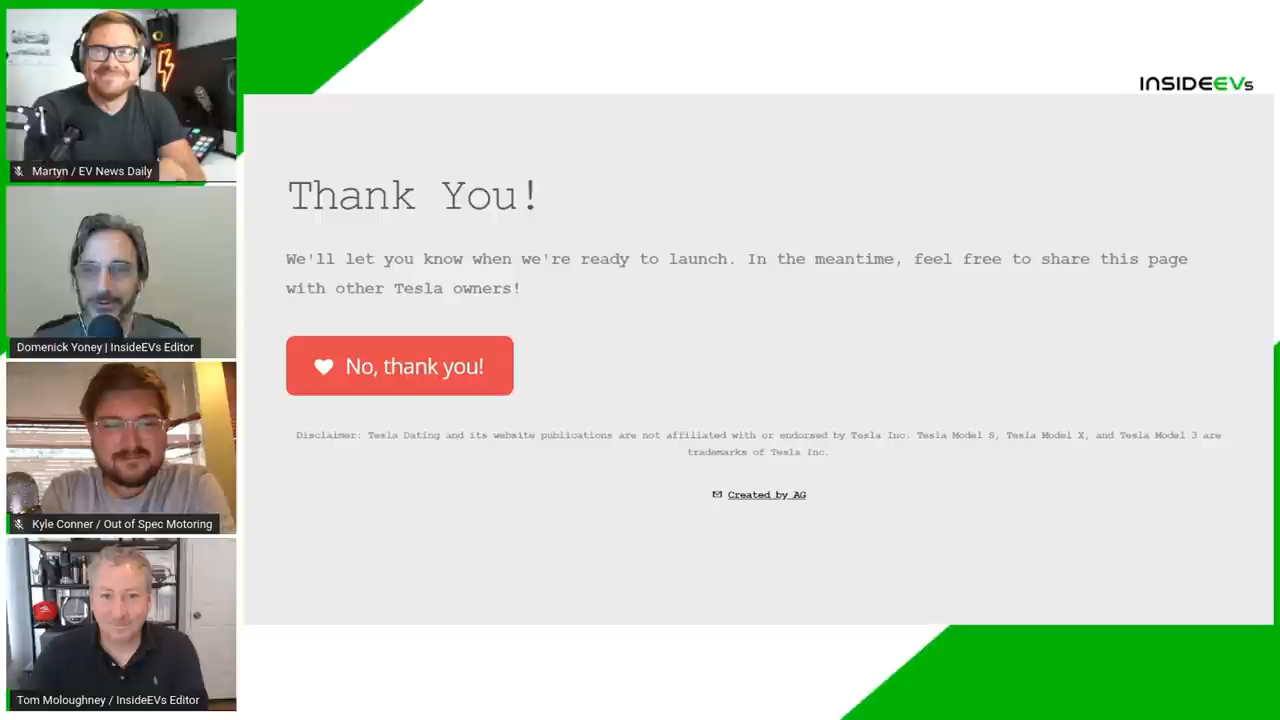 Martyn / EV News Daily
Domenick Yoney | InsideEVs Editor
Kyle Conner / Out of Spec Motoring
Tom Moloughney / InsideEVs Editor
INSIDEEVs
Thank You!
We'll let you know when we're ready to launch. In the meantime, feel free to share this page
with other Tesla owners!
No, thank you!
Disclaimer: Tesla Dating and its website publications are not affiliated with or endorsed by Tesla Inc. Tesla Model S, Tesla Model X, and Tesla Model 3 are
trademarks of Tesla Inc.
Created by AG